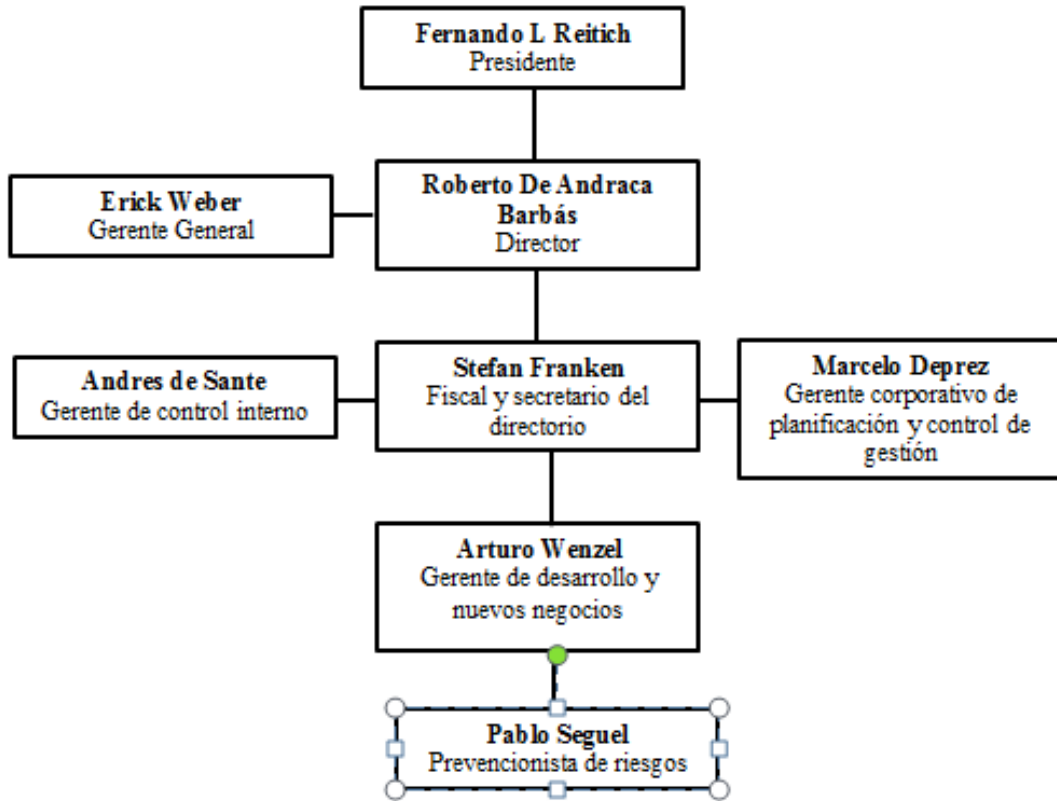 Fernando L Reitich
Presidente
Erick Weber
Gerente General
Roberto De Andraca
Barbás
Director
Andres de Sante
Gerente de control interno
Stefan Franken
Fiscal y secretario del
directorio
Marcelo Deprez
Gerente corporativo de
planificación y control de
gestión
Arturo Wenzel
Gerente de desarrollo y
nuevos negocios
Pablo Seguel
Prevencionista de riesgos